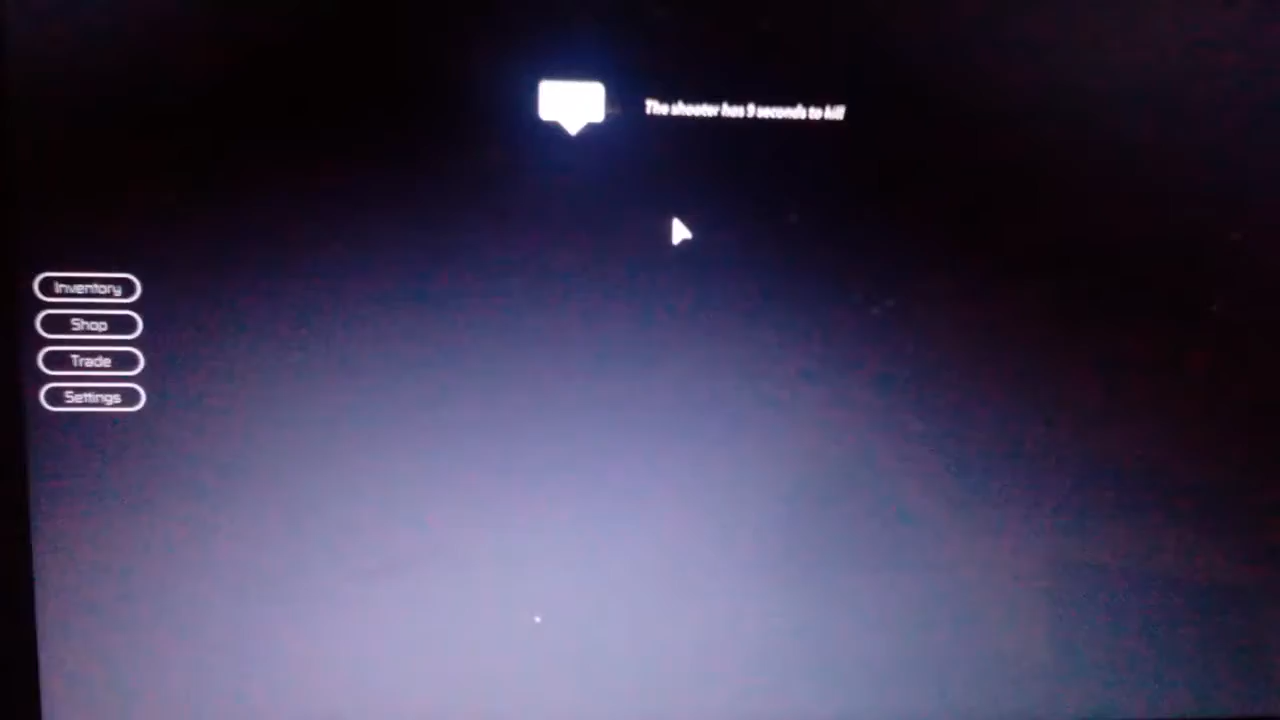 The shooter has 9 seconds to kill
Inventory
Shop
Trade
Settings